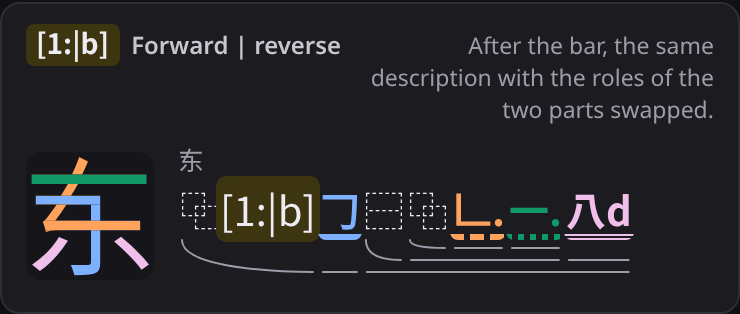 [1:|b] Forward | reverse
After the bar, the same
description with the roles of the
two parts swapped.
东
东
⿻[1:|b]㇆⿱⿻𠃊.一.八d